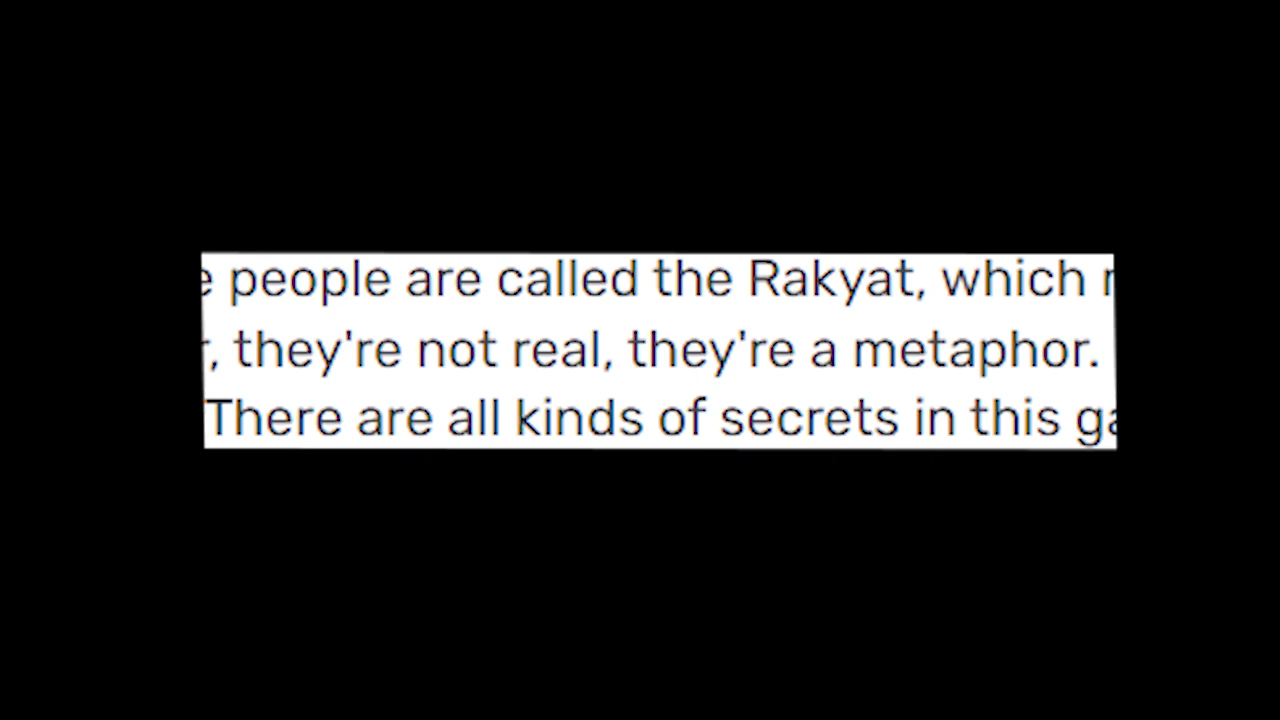 people are called the Rakyat, which
they're not real, they're a metaphor.
There are all kinds of secrets in this